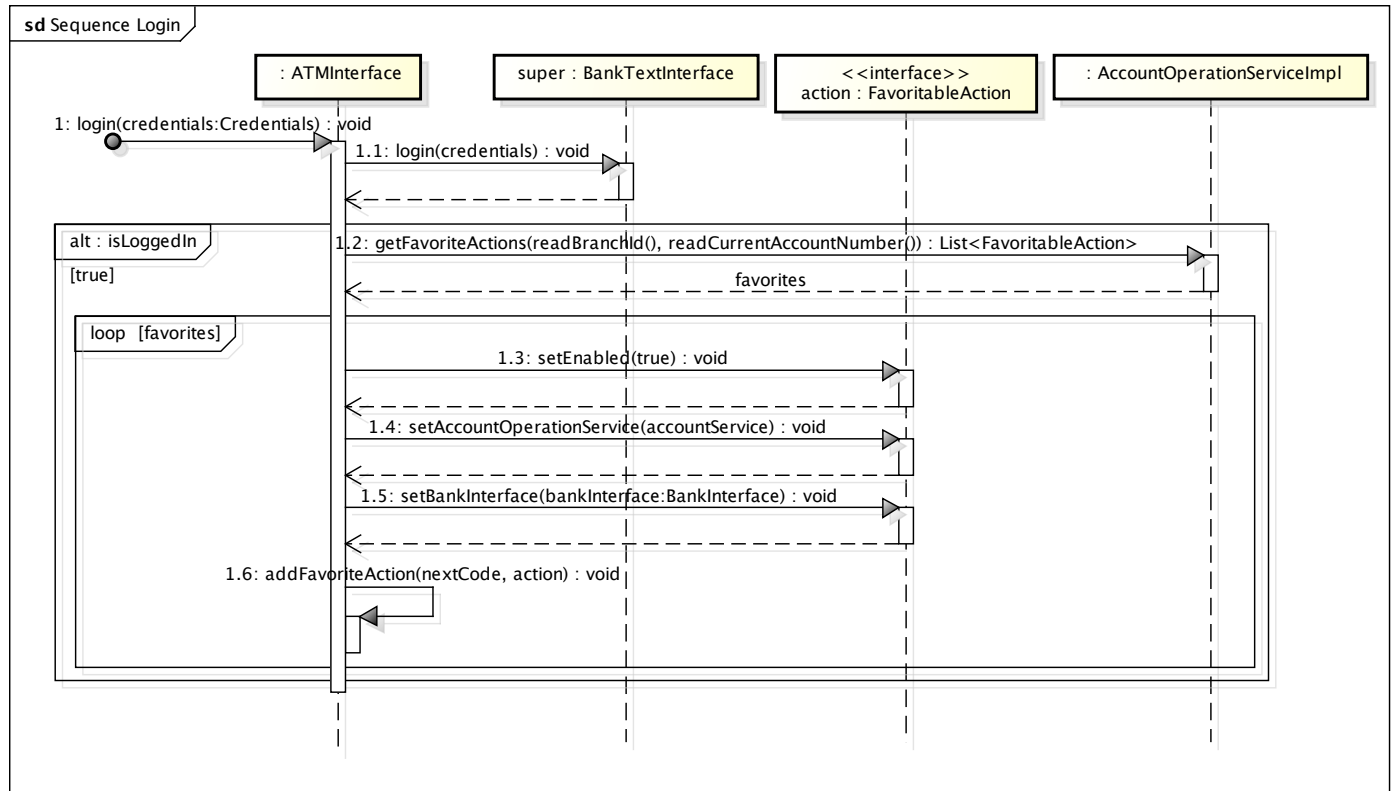 sd Sequence Login
: ATMInterface
super : BankTextInterface
<<interface>>
action : FavoritableAction
: AccountOperationServiceImpl
1: login(credentials:Credentials) : void
1.1: login(credentials) : void
alt : isLoggedIn
1.2: getFavoriteActions(readBranchId(), readCurrentAccountNumber()) : List<FavoritableAction>
[true]
favorites
loop [favorites]
1.3: setEnabled(true) : void
1.4: setAccountOperationService(accountService) : void
1.5: setBankInterface(bankInterface:BankInterface) : void
1.6: addFavoriteAction(nextCode, action) : void